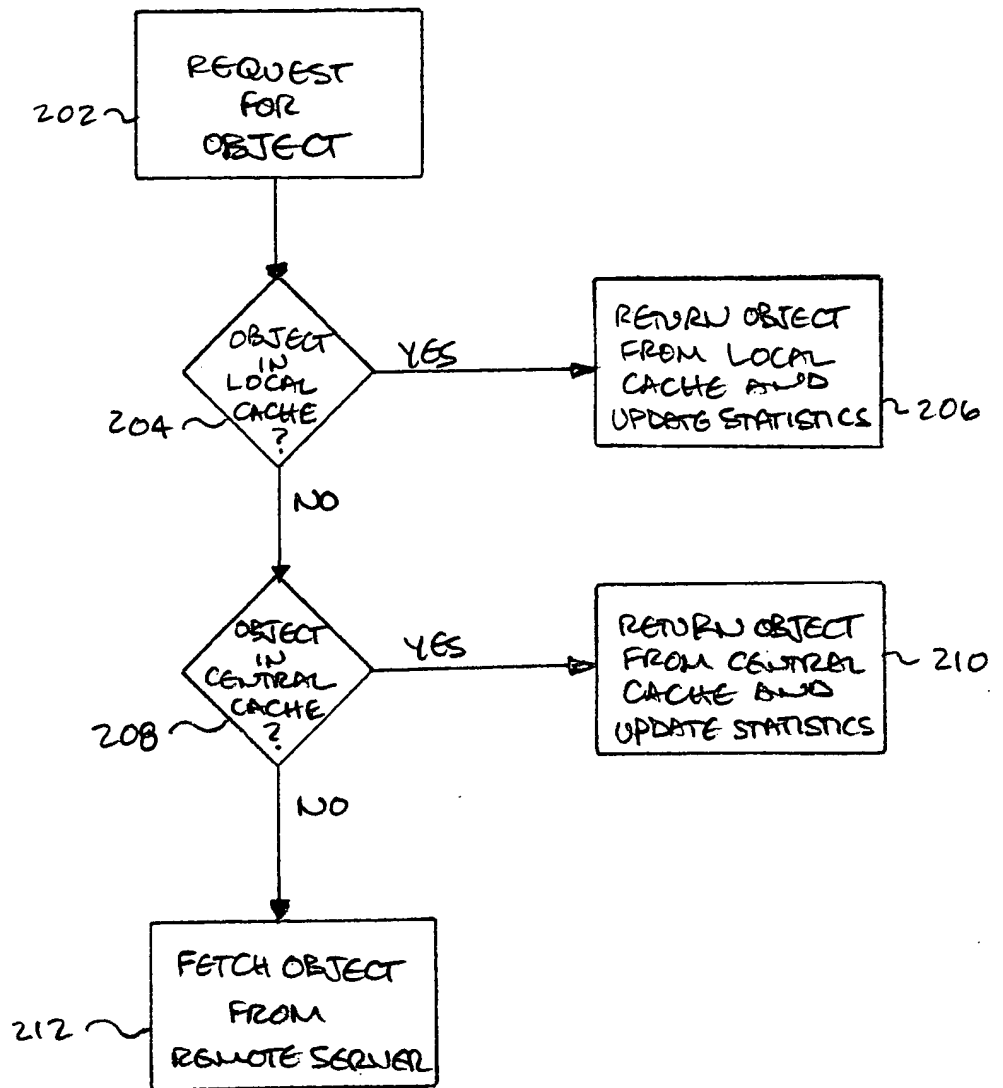 REQUEST
FOR
OBJECT
202
OBJECT
IN
LOCAL
CACHE
?
204
YES
RETURN OBJECT
FROM LOCAL
CACHE AND
UPDATE STATISTICS
206
NO
OBJECT
IN
CENTRAL
CACHE
?
208
YES
RETURN OBJECT
FROM CENTRAL
CACHE AND
UPDATE STATISTICS
210
NO
FETCH OBJECT
FROM
REMOTE SERVER
212